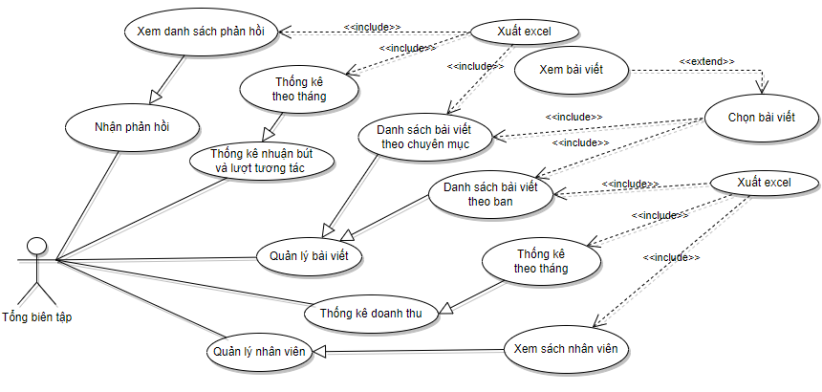 Xem danh sách phản hồi
<<include>>
Xuất excel
<<include>>
<<include>>
Xem bài viết
<<extend>>
Thống kê
theo tháng
Nhận phản hồi
Danh sách bài viết
theo chuyên mục
<<include>>
Chọn bài viết
<<include>>
Thống kê nhuận bút
và lượt tương tác
Danh sách bài viết
theo ban
<<include>>
Xuất excel
<<include>>
Quản lý bài viết
Thống kê
theo tháng
<<include>>
Tổng biên tập
Thống kê doanh thu
Quản lý nhân viên
Xem sách nhân viên